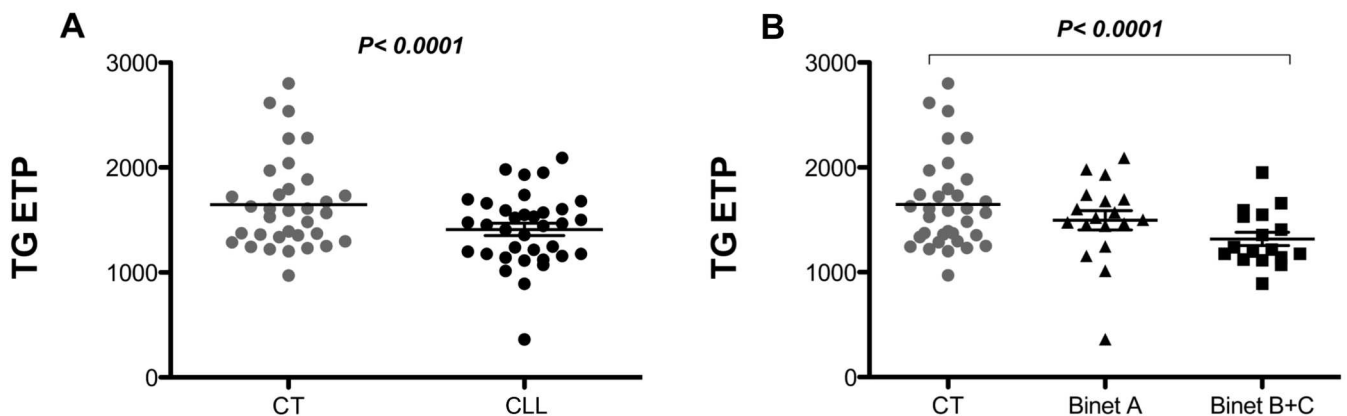 A
P< 0.0001
TG ETP
3000
2000
1000
0
CT
CLL
B
P< 0.0001
TG ETP
3000
2000
1000
0
CT
Binet A
Binet B+C